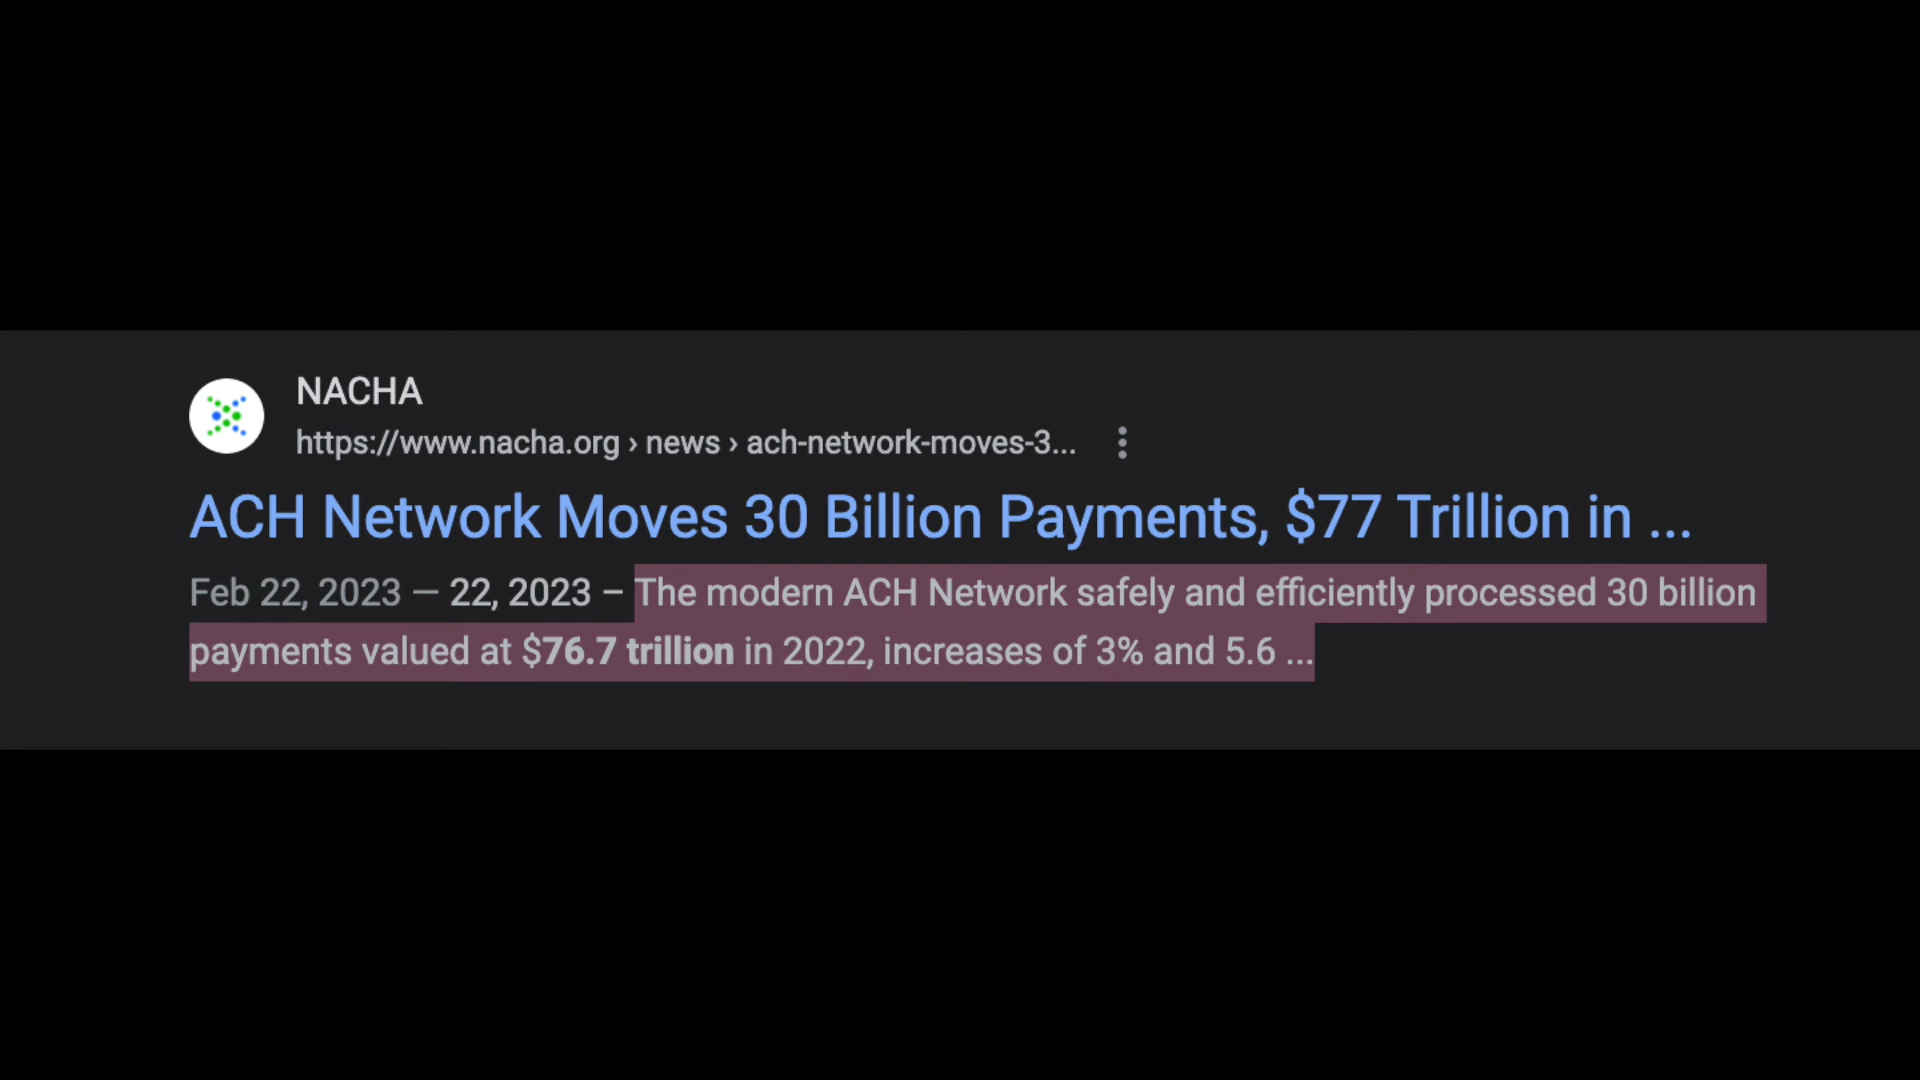 NACHA
https://www.nacha.org › news › ach-network-moves-3...
ACH Network Moves 30 Billion Payments, $77 Trillion in ...
Feb 22, 2023 — 22, 2023 – The modern ACH Network safely and efficiently processed 30 billion
payments valued at $76.7 trillion in 2022, increases of 3% and 5.6 ...